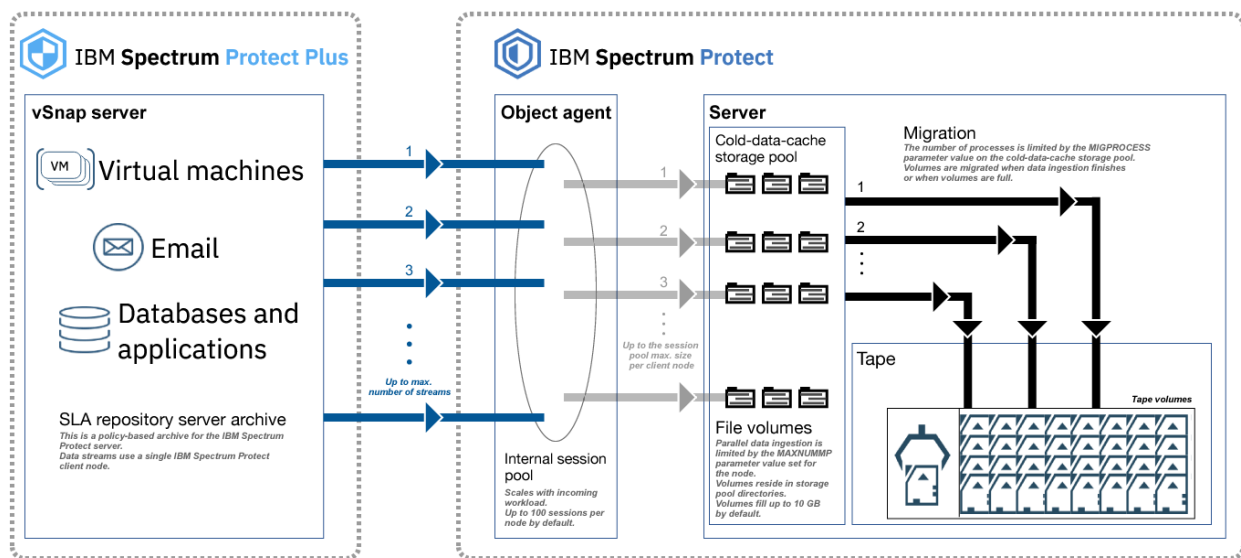 IBM Spectrum Protect Plus
vSnap server
VM
Virtual machines
Email
Databases and
applications
SLA repository server archive
This is a policy-based archive for the IBM Spectrum
Protect server.
Data streams use a single IBM Spectrum Protect
client node.
1
2
3
Up to max.
number of streams
IBM Spectrum Protect
Object agent
Internal session
pool
Scales with incoming
workload.
Up to 100 sessions per
node by default.
1
2
3
Up to the session
pool max. size
per client node
Server
Cold-data-cache
storage pool
File volumes
Parallel data ingestion is
limited by the MAXNUMMP
parameter value set for
the node.
Volumes reside in storage
pool directories.
Volumes fill up to 10 GB
by default.
Migration
The number of processes is limited by the MIGPROCESS
parameter value on the cold-data-cache storage pool.
Volumes are migrated when data ingestion finishes
or when volumes are full.
1
2
Tape
Tape volumes